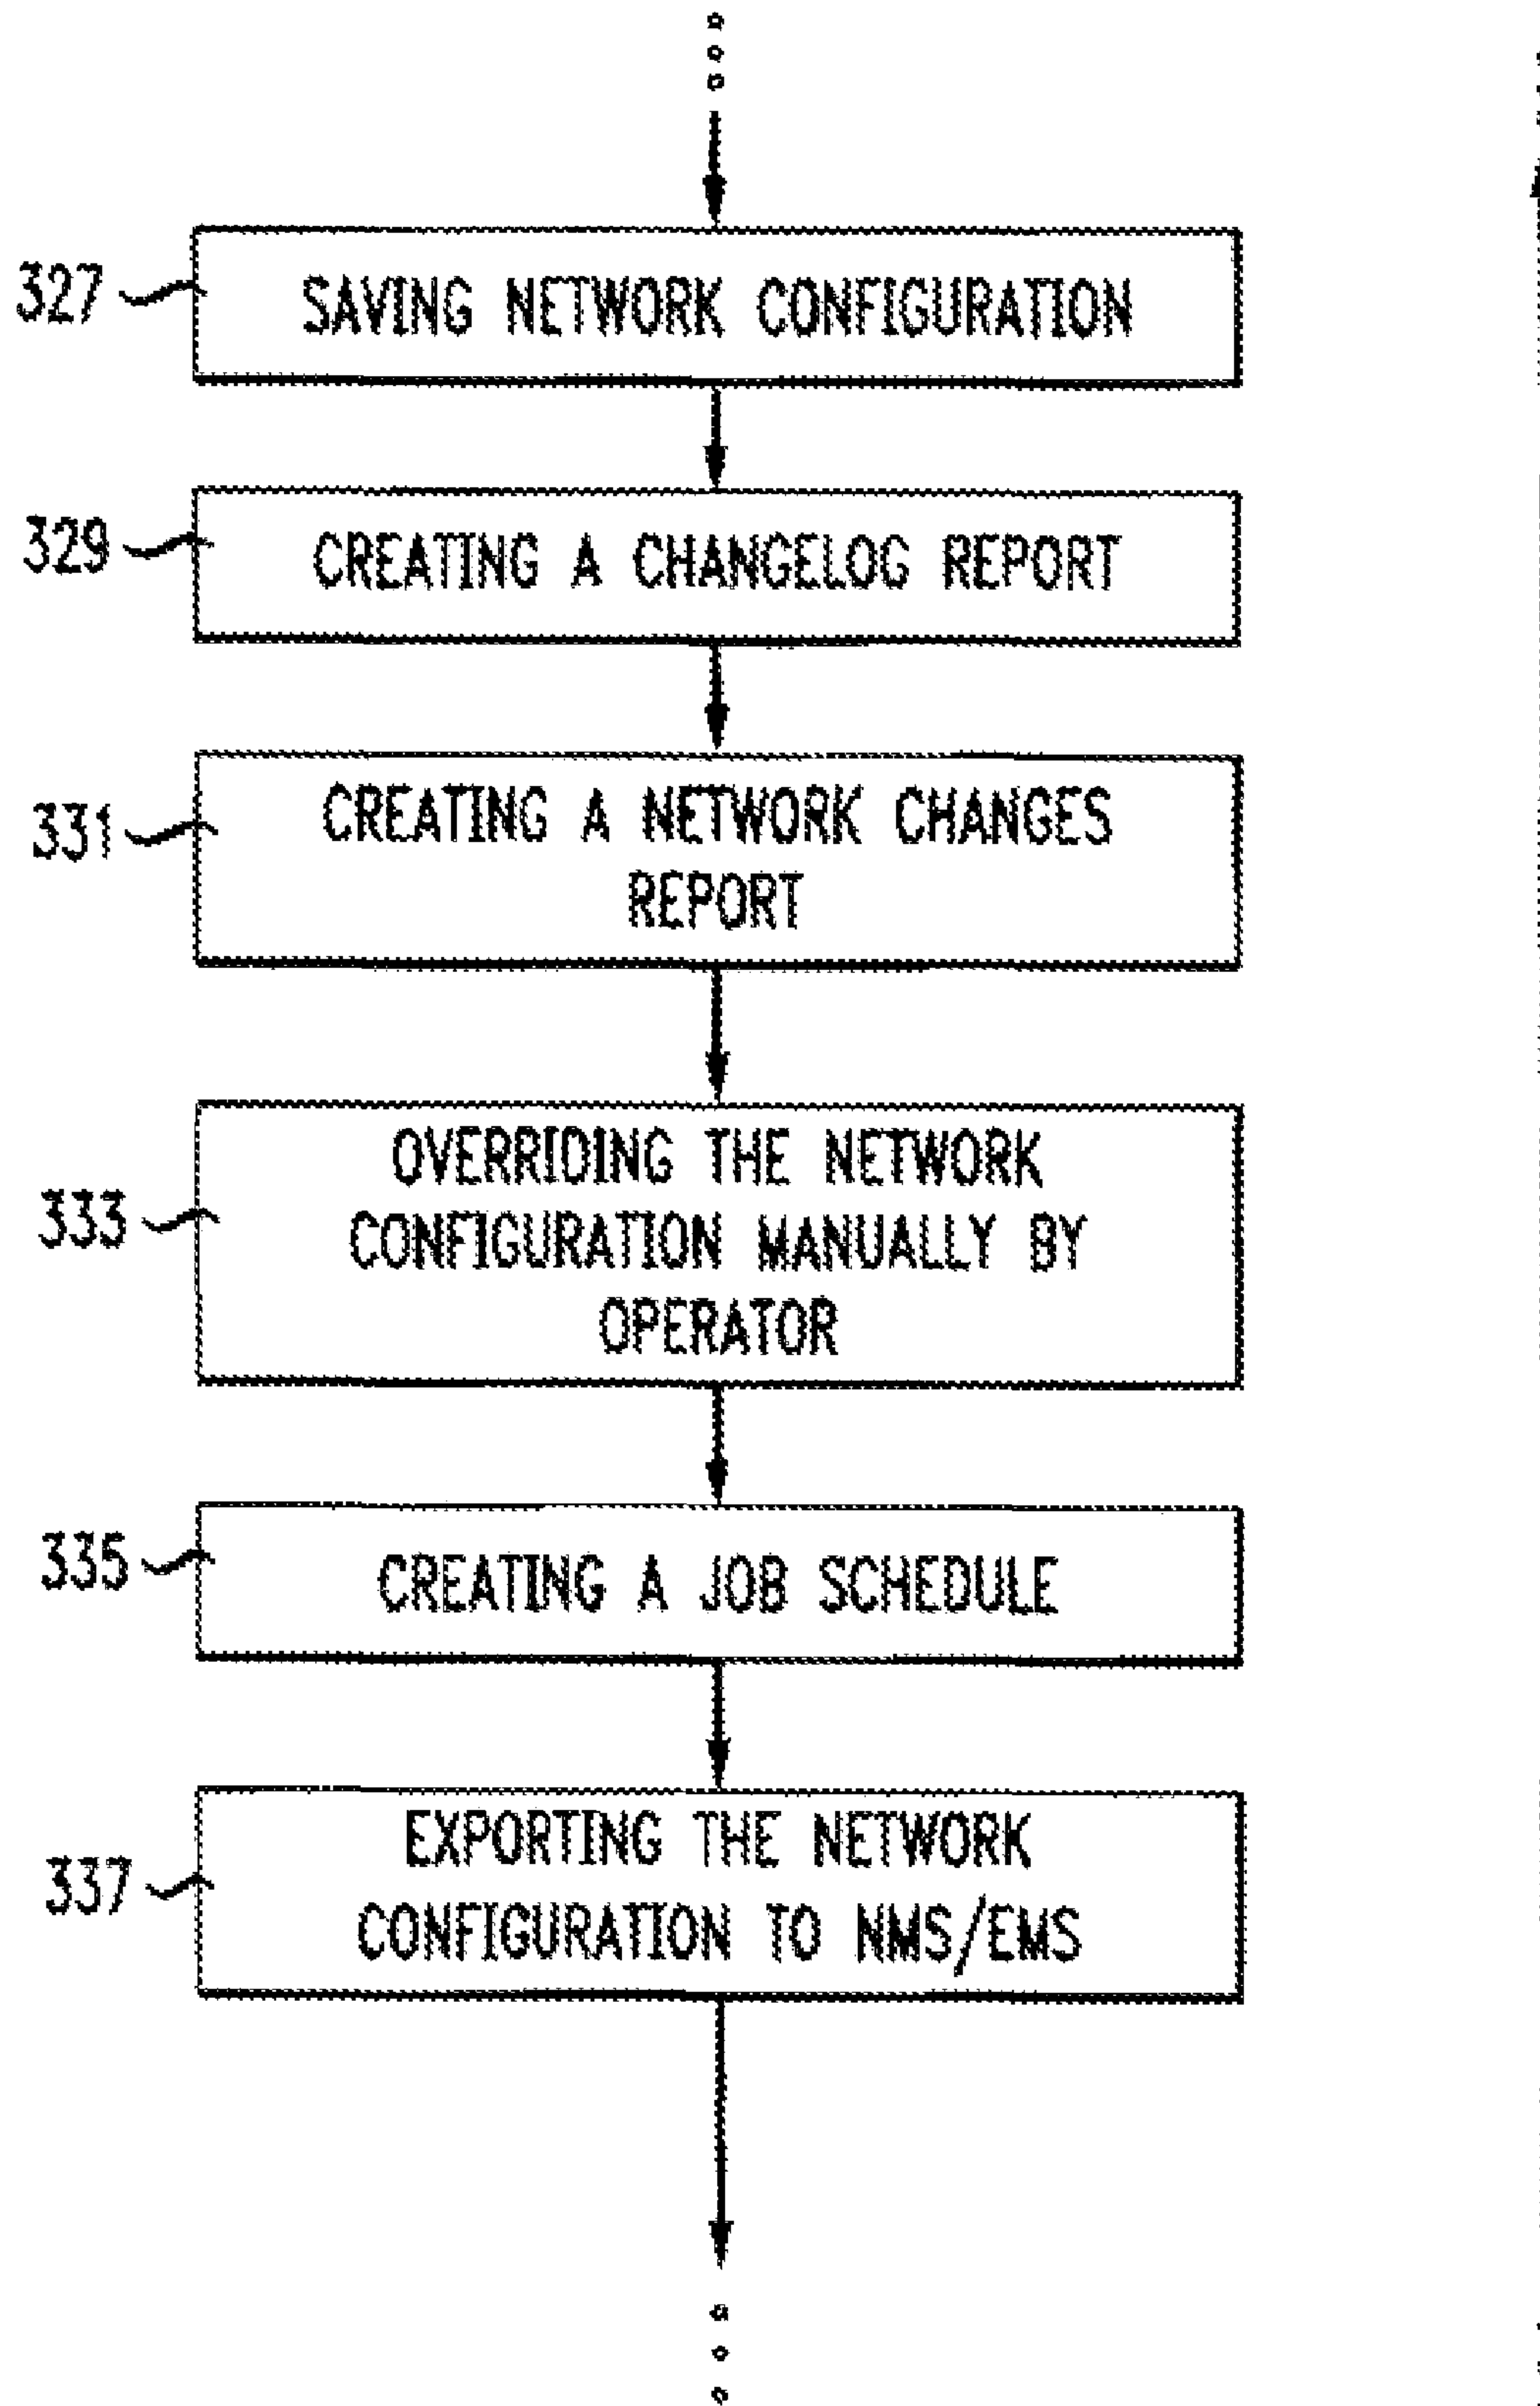 327
SAVING NETWORK CONFIGURATION
329
CREATING A CHANGELOG REPORT
331
CREATING A NETWORK CHANGES
REPORT
333
OVERRIDING THE NETWORK
CONFIGURATION MANUALLY BY
OPERATOR
335
CREATING A JOB SCHEDULE
337
EXPORTING THE NETWORK
CONFIGURATION TO NMS/EMS